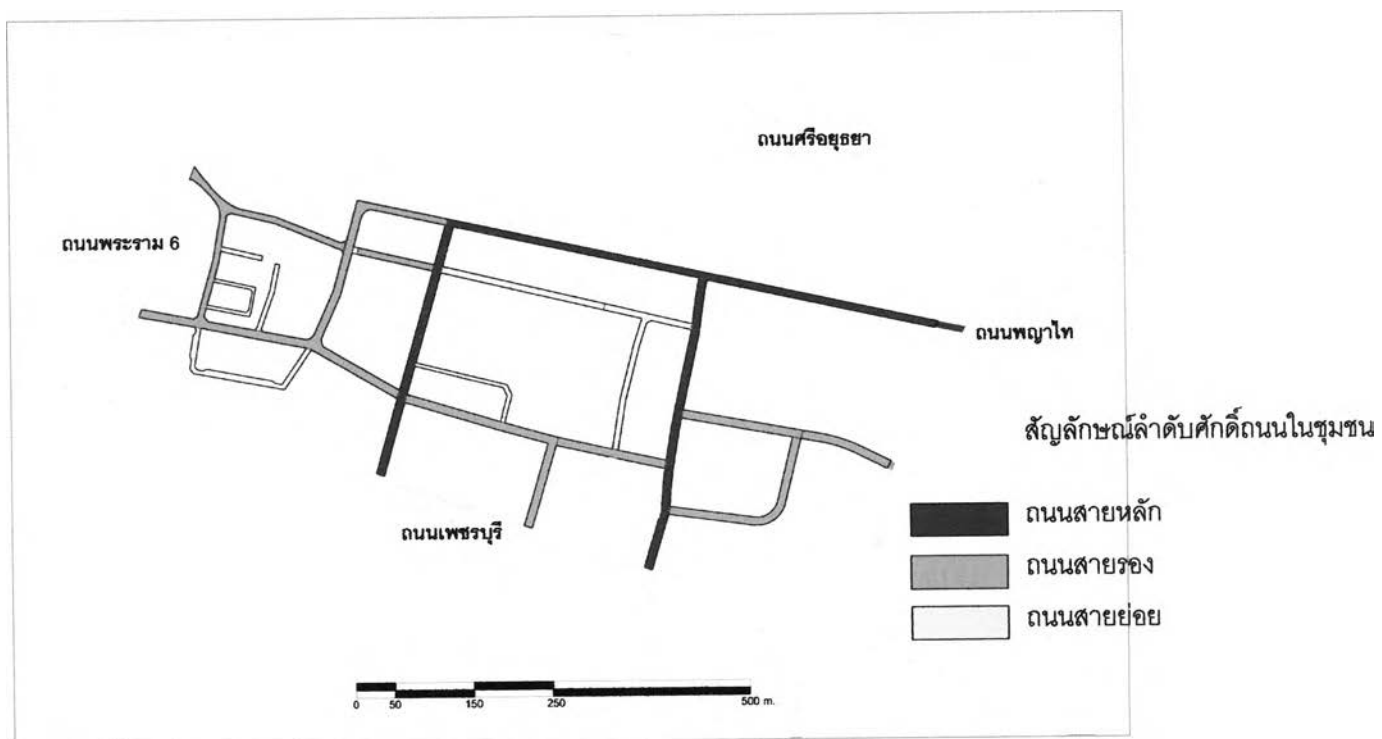 ถนนศรีอยุธยา
ถนนพระราม 6
ถนนพญาไท
สัญลักษณ์ลำดับศักดิ์ถนนในชุมชน
ถนนสายหลัก
ถนนเพชรบุรี
ถนนสายรอง
ถนนสายย่อย
0 50 150 250 500 m.